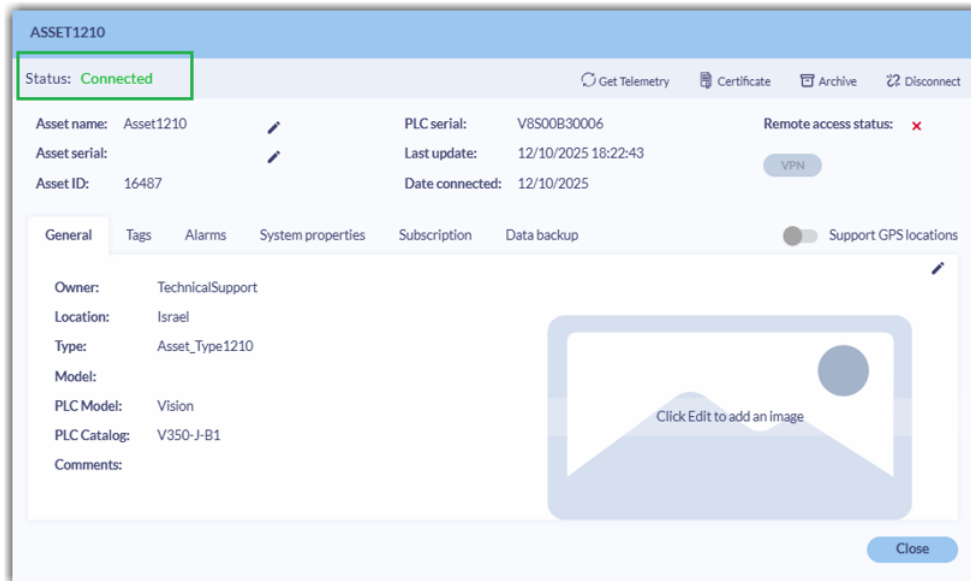 ASSET1210
Status: Connected
Get Telemetry Certificate Archive Disconnect
Asset name: Asset1210 PLC serial: V8S00B30006 Remote access status:
Asset serial: Last update: 12/10/2025 18:22:43
VPN
Asset ID: 16487 Date connected: 12/10/2025
General Tags Alarms System properties Subscription Data backup Support GPS locations
Owner: TechnicalSupport
Location: Israel
Type: Asset_Type1210
Model:
PLC Model: Vision
Click Edit to add an image
PLC Catalog: V350-J-B1
Comments:
Close